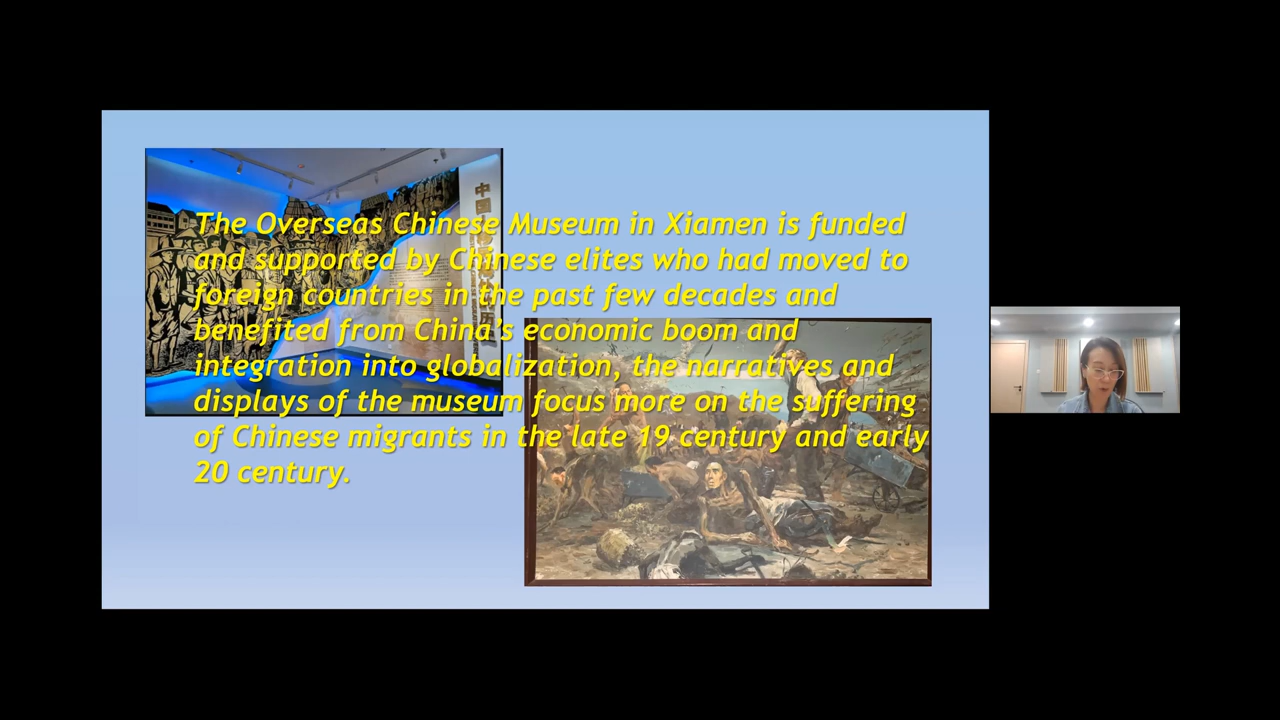 The Overseas Chinese Museum in Xiamen is funded
and supported by Chinese elites who had moved to
foreign countries in the past few decades and
benefited from China's economic boom and
integration into globalization, the narratives and
displays of the museum focus more on the suffering
of Chinese migrants in the late 19 century and early
20 century.
中国